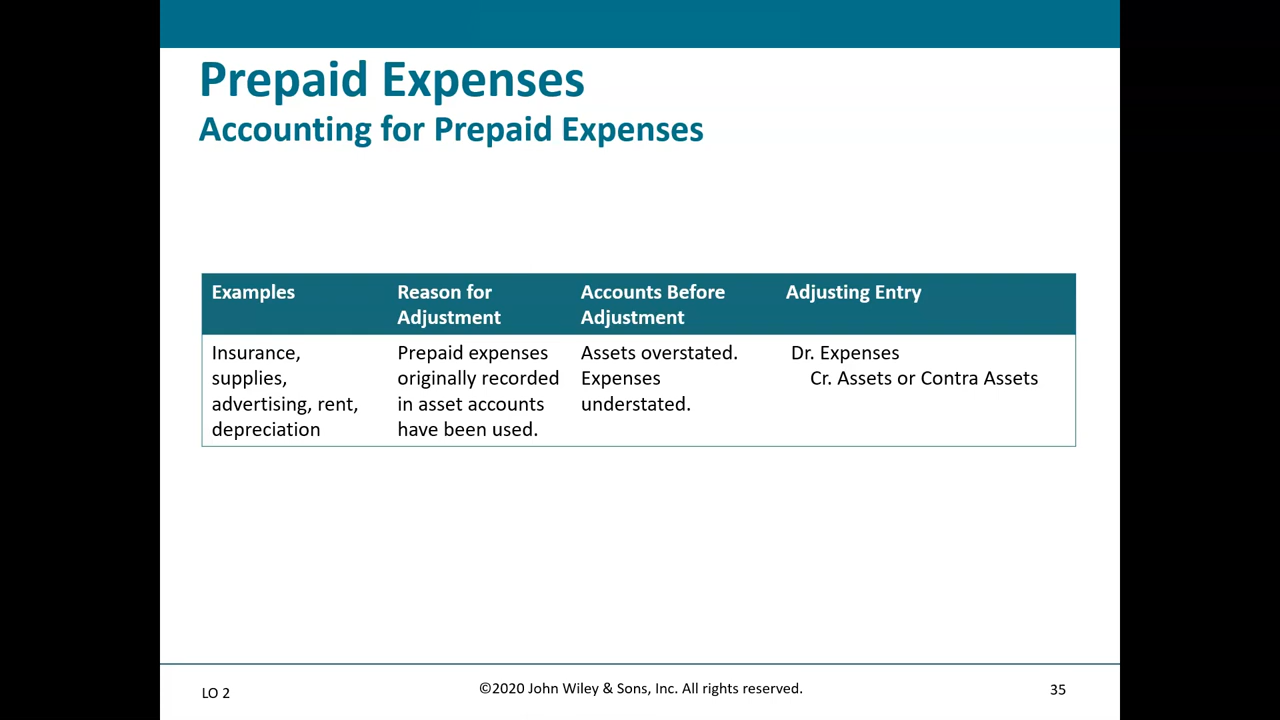 Prepaid Expenses
Accounting for Prepaid Expenses
Examples
Reason for
Adjustment
Accounts Before
Adjustment
Adjusting Entry
Insurance,
supplies,
advertising, rent,
depreciation
Prepaid expenses
originally recorded
in asset accounts
have been used.
Assets overstated.
Expenses
understated.
Dr. Expenses
Cr. Assets or Contra Assets
LO 2
©2020 John Wiley & Sons, Inc. All rights reserved.
35